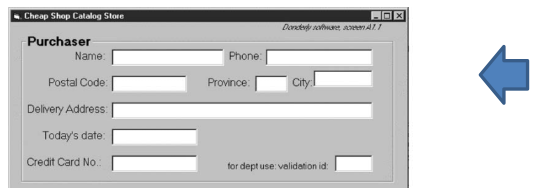 Cheap Shop Catalog Store
Donderly software, screen A1.1
Purchaser
Name: Phone:
Postal Code: Province: City:
Delivery Address:
Today's date:
Credit Card No.: for dept use: validation id: